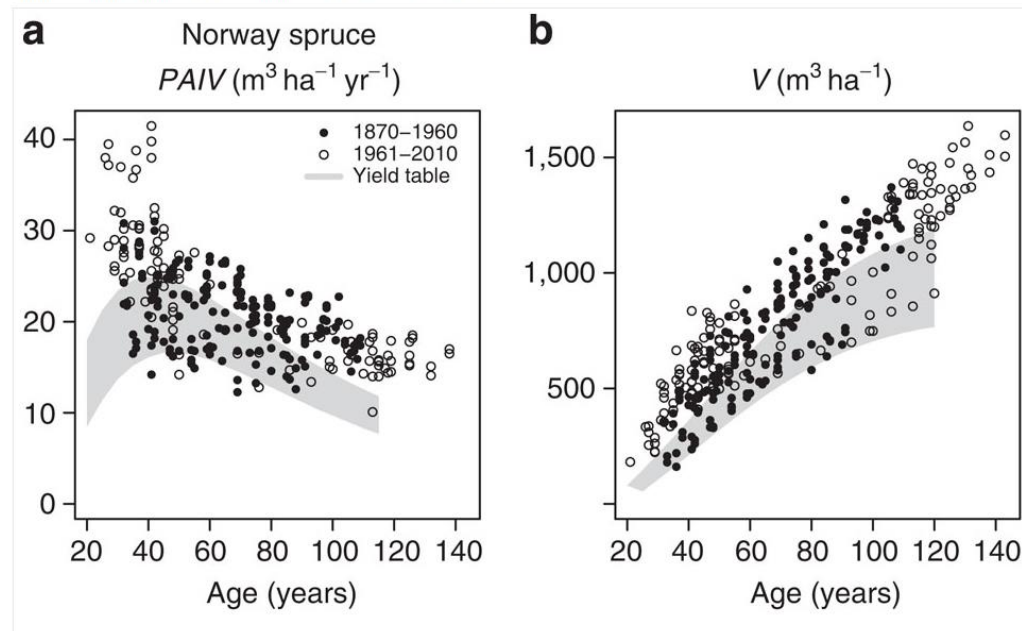 a
Norway spruce
PAIV (m³ ha⁻¹ yr⁻¹)
40
30
20
10
0
1870–1960
1961–2010
Yield table
20 40 60 80 100 120 140
Age (years)
b
V (m³ ha⁻¹)
1,500
1,000
500
20 40 60 80 100 120 140
Age (years)